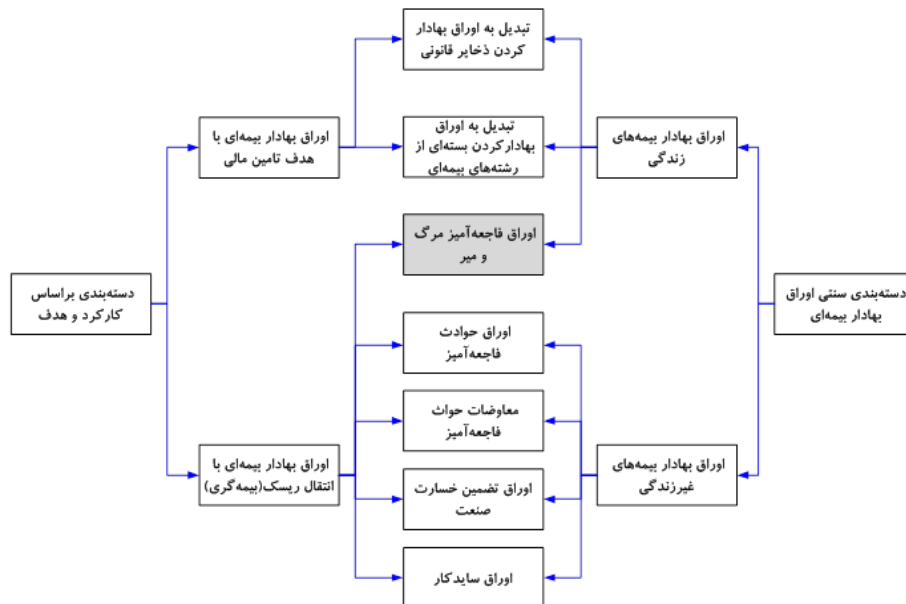 تبدیل به اوراق بهادار
کردن ذخایر قانونی
اوراق بهادار بیمه‌های
زندگی
تبدیل به اوراق
بهادارکردن بسته‌ای از
رشته‌های بیمه‌ای
اوراق بهادار بیمه‌ای با
هدف تامین مالی
اوراق فاجعه‌آمیز مرگ
و میر
دسته‌بندی سنتی اوراق
بهادار بیمه‌ای
دسته‌بندی براساس
کارکرد و هدف
اوراق حوادث
فاجعه‌آمیز
معاوضات حواث
فاجعه‌آمیز
اوراق بهادار بیمه‌های
غیرزندگی
اوراق تضمین خسارت
صنعت
اوراق بهادار بیمه‌ای با
انتقال ریسک(بیمه‌گری)
اوراق سایدکار